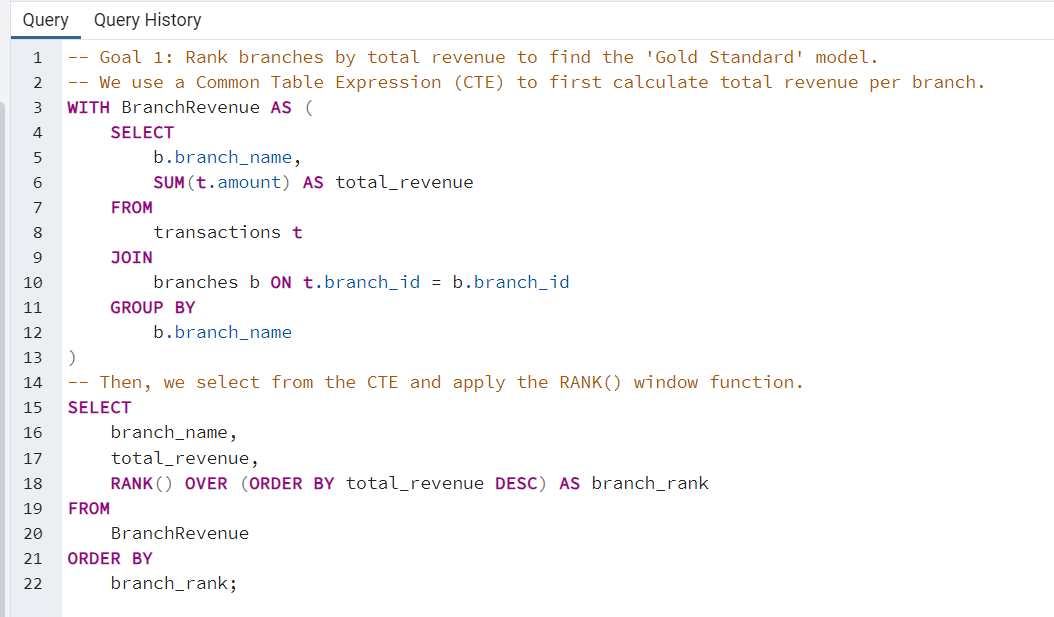 Query Query History
1 -- Goal 1: Rank branches by total revenue to find the 'Gold Standard' model.
2 -- We use a Common Table Expression (CTE) to first calculate total revenue per branch.
3 WITH BranchRevenue AS (
4     SELECT
5         b.branch_name,
6         SUM(t.amount) AS total_revenue
7     FROM
8         transactions t
9     JOIN
10         branches b ON t.branch_id = b.branch_id
11     GROUP BY
12         b.branch_name
13 )
14 -- Then, we select from the CTE and apply the RANK() window function.
15 SELECT
16     branch_name,
17     total_revenue,
18     RANK() OVER (ORDER BY total_revenue DESC) AS branch_rank
19 FROM
20     BranchRevenue
21 ORDER BY
22     branch_rank;